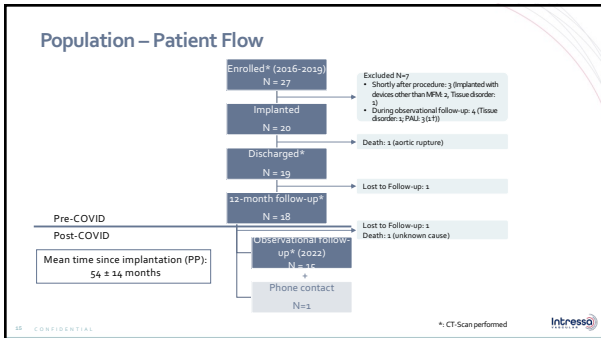 Population – Patient Flow
Enrolled* (2016-2019)
N = 27
Excluded N=7
• Shortly after procedure: 3 (Implanted with
devices other than MFM: 2, Tissue disorder:
1)
• During observational follow-up: 4 (Tissue
disorder: 1; PAU: 3 (1†))
Implanted
N = 20
Death: 1 (aortic rupture)
Discharged*
N = 19
Lost to Follow-up: 1
12-month follow-up*
N = 18
Pre-COVID
Post-COVID
Lost to Follow-up: 1
Death: 1 (unknown cause)
Observational follow-
up* (2022)
N = 15
+
Phone contact
N=1
Mean time since implantation (PP):
54 ± 14 months
16 CONFIDENTIAL
*: CT-Scan performed
Intressa
VASCULAR